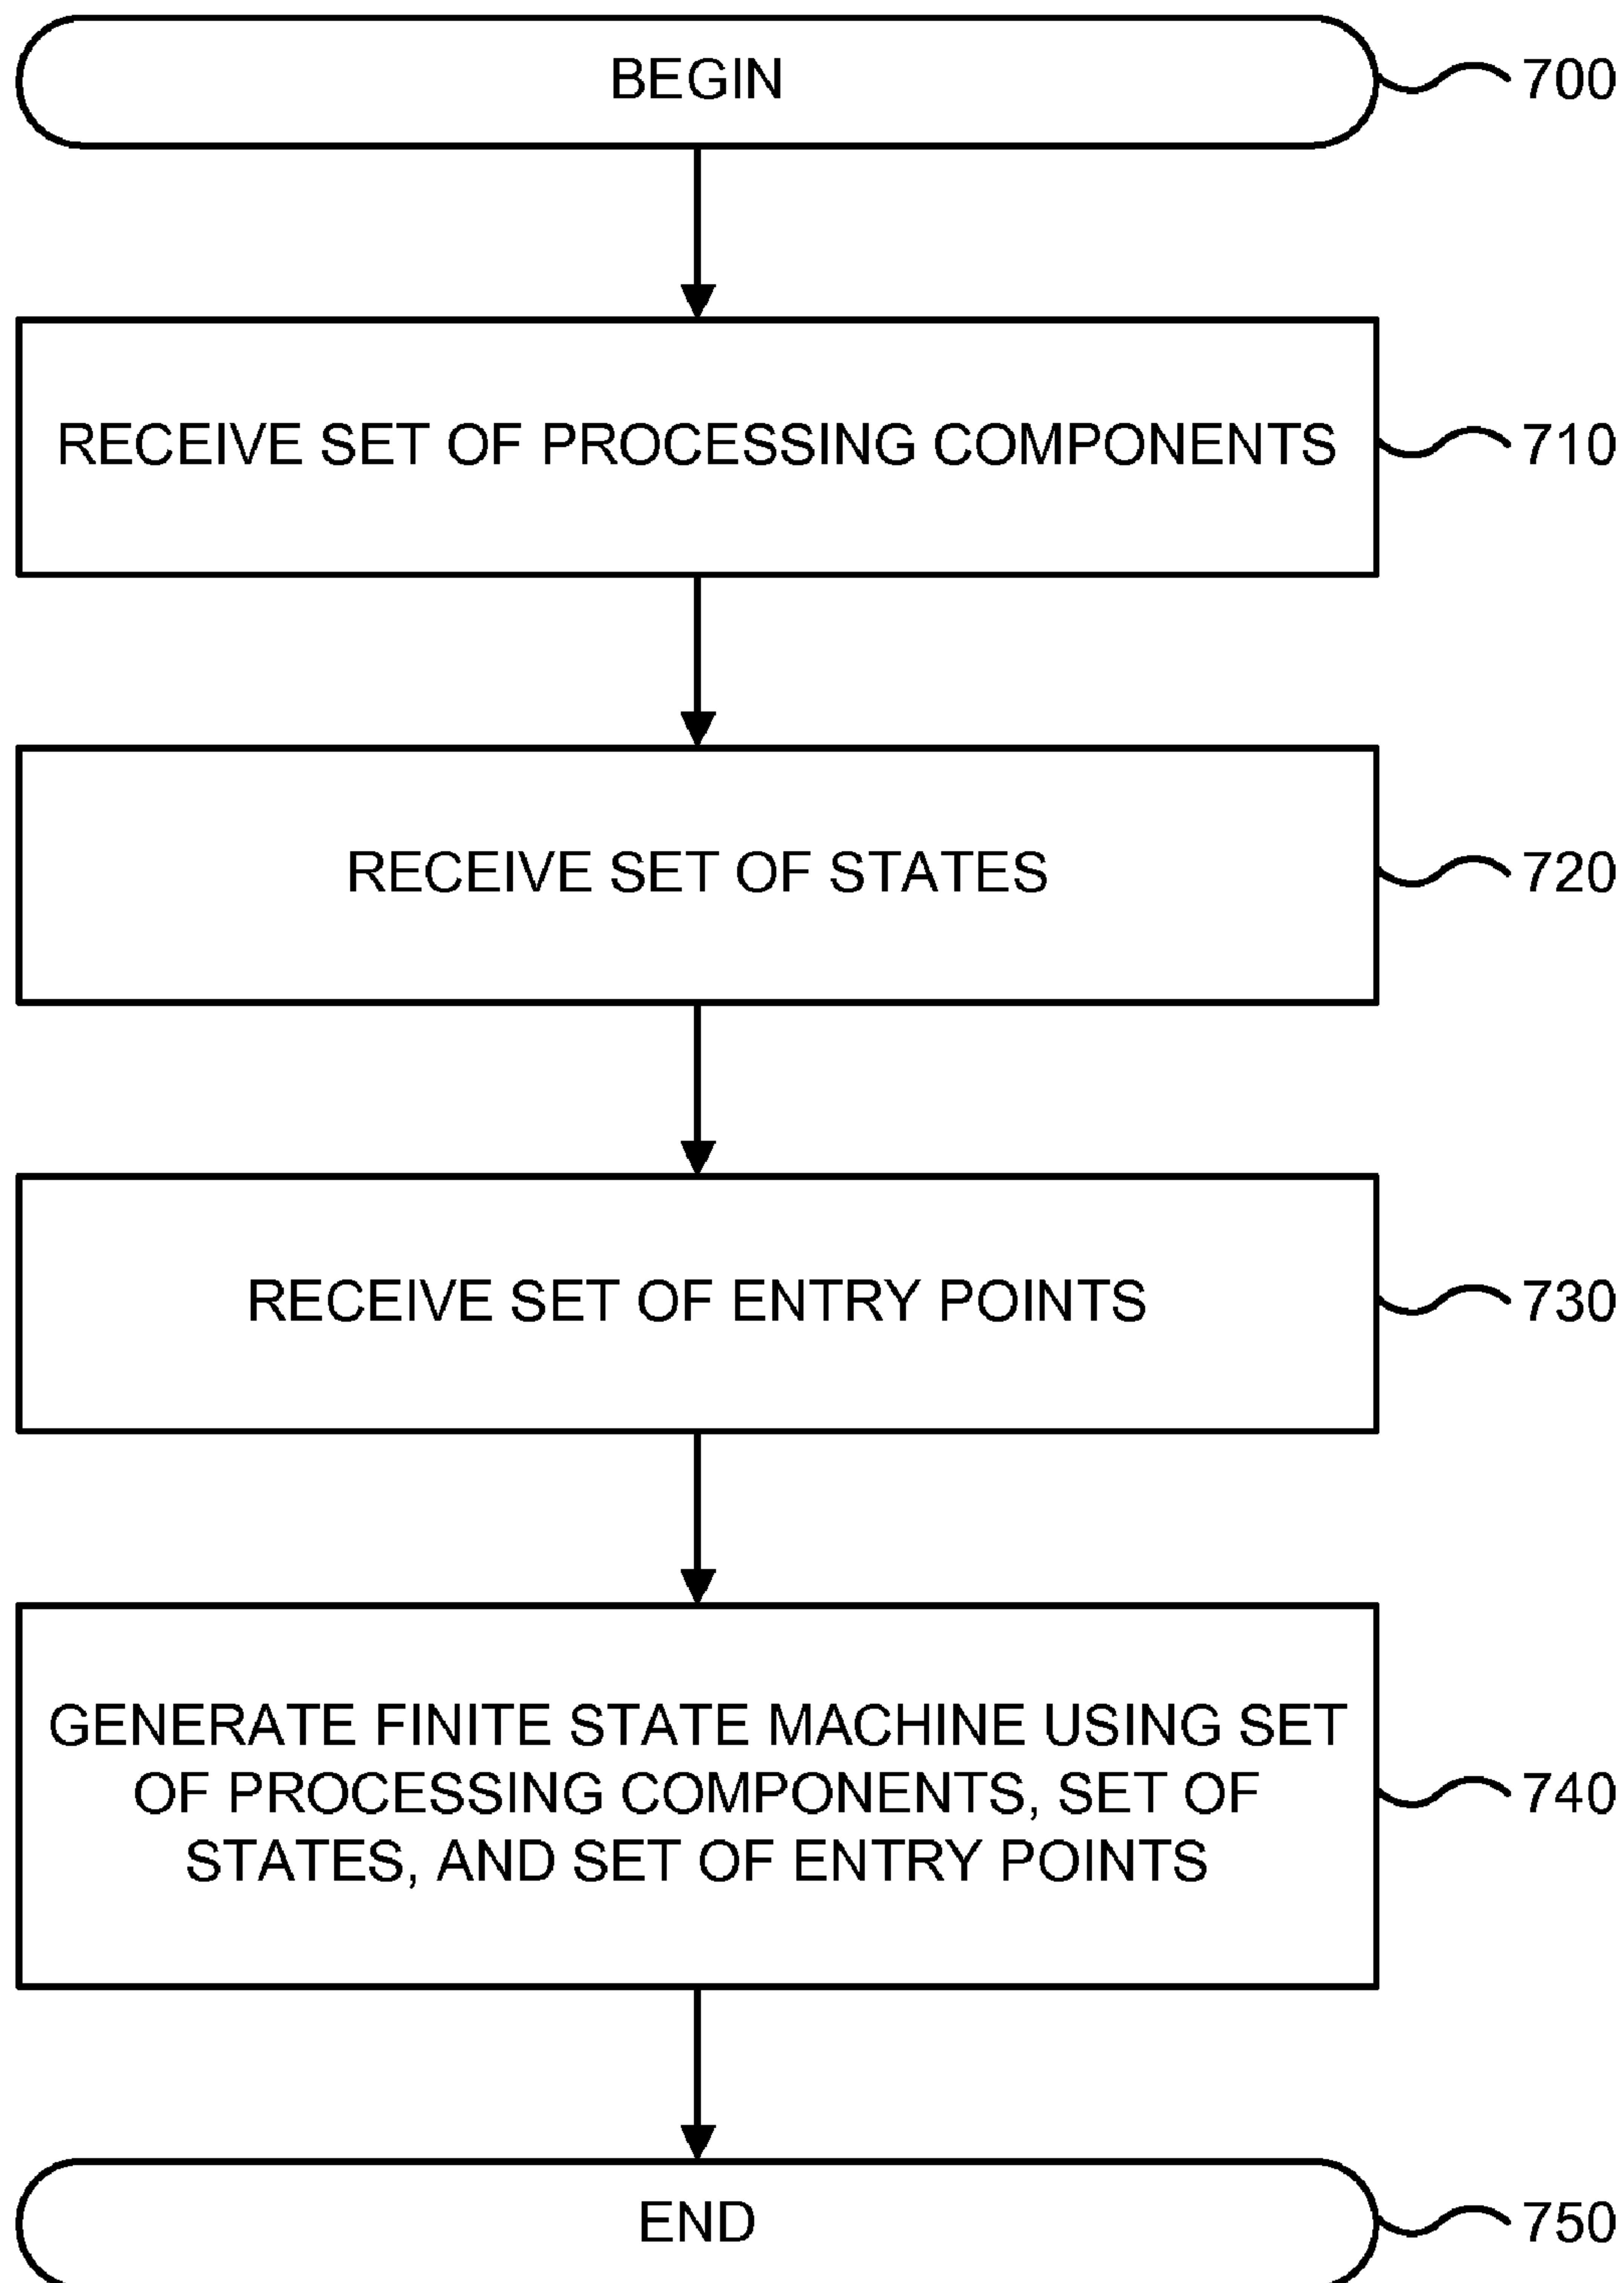 BEGIN
700
RECEIVE SET OF PROCESSING COMPONENTS
710
RECEIVE SET OF STATES
720
RECEIVE SET OF ENTRY POINTS
730
GENERATE FINITE STATE MACHINE USING SET
OF PROCESSING COMPONENTS, SET OF
STATES, AND SET OF ENTRY POINTS
740
END
750